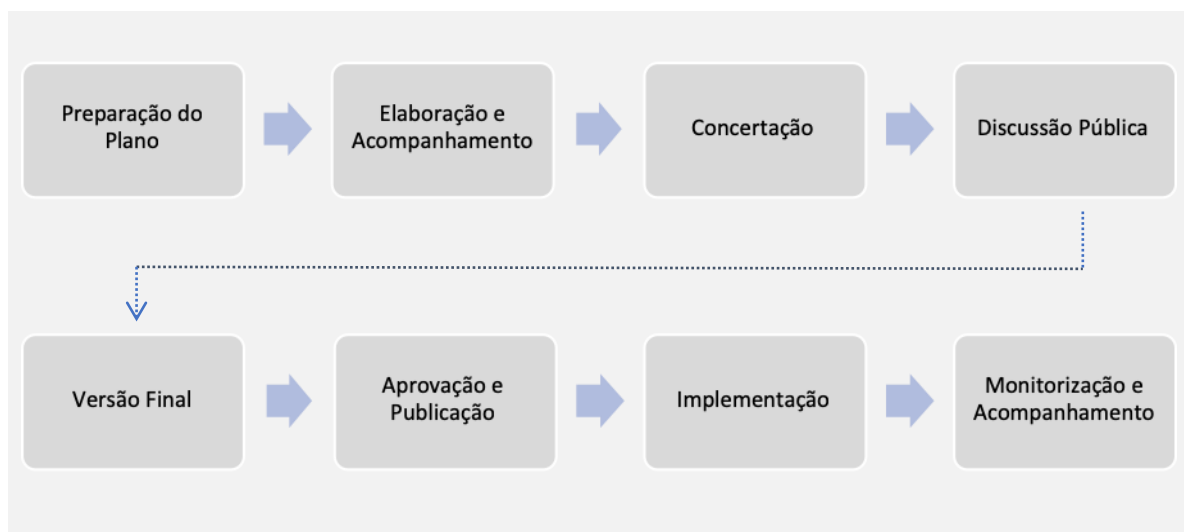 Preparação do
Plano
Elaboração e
Acompanhamento
Concertação
Discussão Pública
Versão Final
Aprovação e
Publicação
Implementação
Monitorização e
Acompanhamento